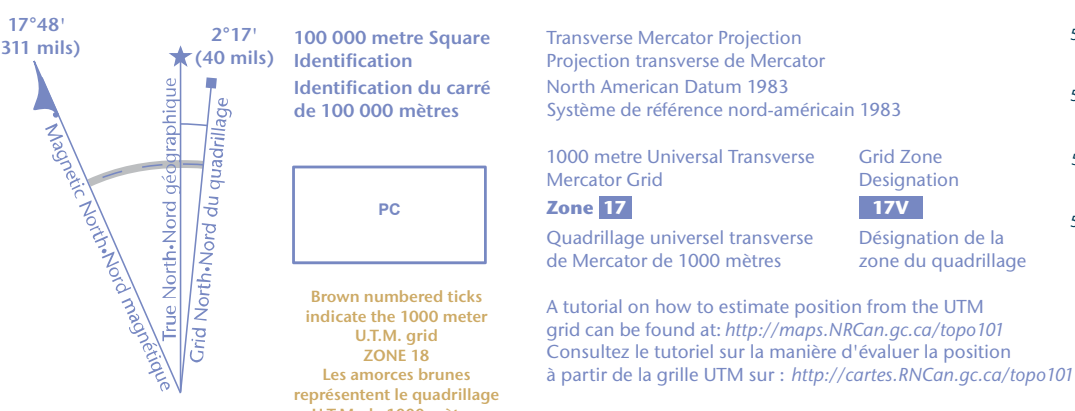 17°48'
311 mils)
2°17'
(40 mils)
Magnetic North•Nord magnétique
True North•Nord géographique
Grid North•Nord du quadrillage
100 000 metre Square
Identification
Identification du carré
de 100 000 mètres
PC
Brown numbered ticks
indicate the 1000 meter
U.T.M. grid
ZONE 18
Les amorces brunes
représentent le quadrillage
Transverse Mercator Projection
Projection transverse de Mercator
North American Datum 1983
Système de référence nord-américain 1983
1000 metre Universal Transverse
Mercator Grid
Zone 17
Quadrillage universel transverse
de Mercator de 1000 mètres
Grid Zone
Designation
17V
Désignation de la
zone du quadrillage
A tutorial on how to estimate position from the UTM
grid can be found at: http://maps.NRCan.gc.ca/topo101
Consultez le tutoriel sur la manière d'évaluer la position
à partir de la grille UTM sur : http://cartes.RNCan.gc.ca/topo101